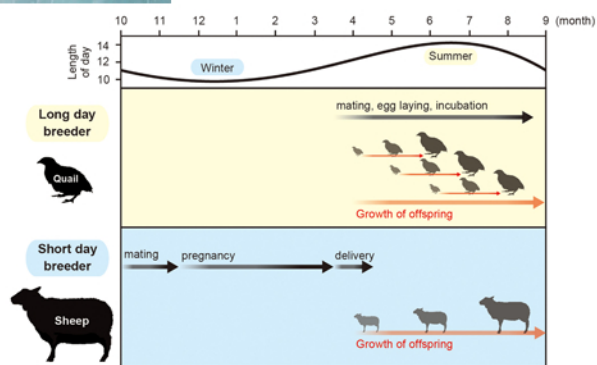 10 11 12 1 2 3 4 5 6 7 8 9 (month)
Length
of day
14
12
10
Winter
Summer
Long day
breeder
Quail
mating, egg laying, incubation
Growth of offspring
Short day
breeder
Sheep
mating
pregnancy
delivery
Growth of offspring